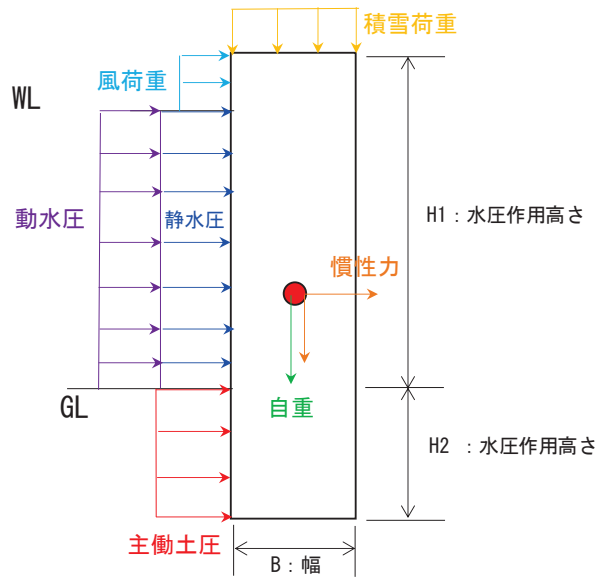 積雪荷重
風荷重
WL
動水圧
静水圧
H1：水圧作用高さ
慣性力
自重
GL
H2 ：水圧作用高さ
主働土圧
B：幅